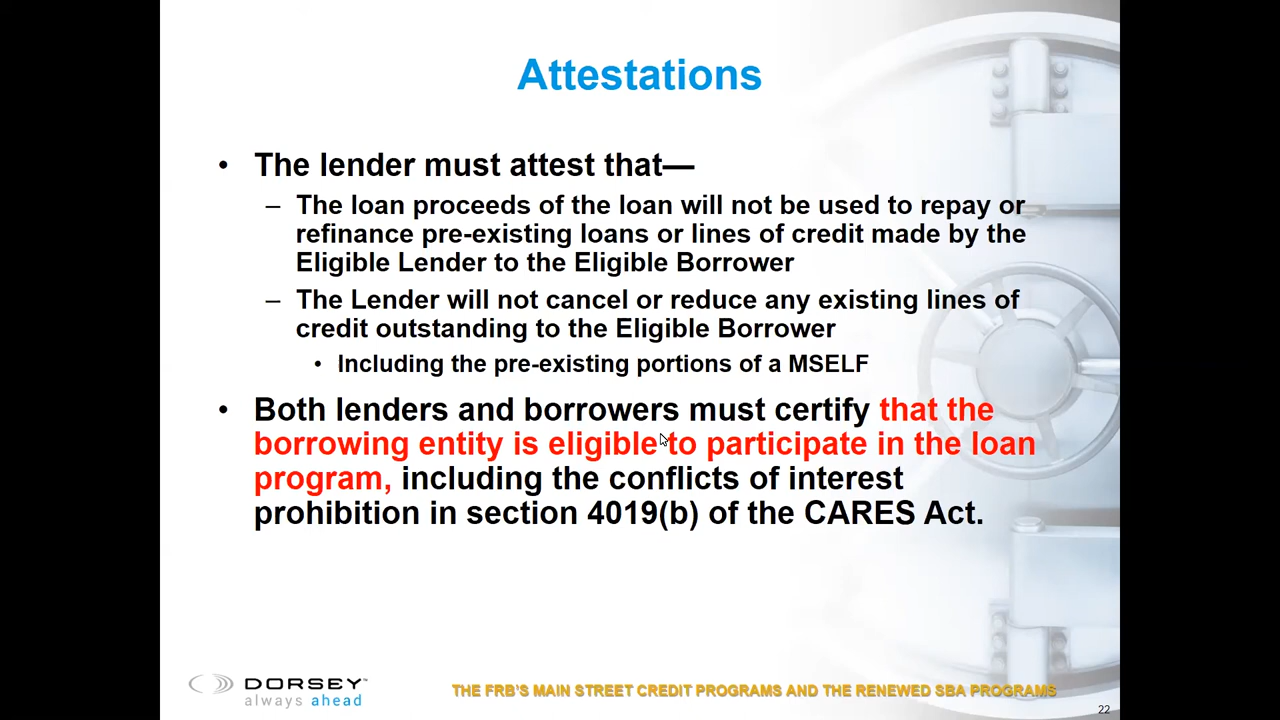 Attestations
• The lender must attest that—
– The loan proceeds of the loan will not be used to repay or
refinance pre-existing loans or lines of credit made by the
Eligible Lender to the Eligible Borrower
– The Lender will not cancel or reduce any existing lines of
credit outstanding to the Eligible Borrower
• Including the pre-existing portions of a MSELF
• Both lenders and borrowers must certify that the
borrowing entity is eligible to participate in the loan
program, including the conflicts of interest
prohibition in section 4019(b) of the CARES Act.
DORSEY™
always ahead
THE FRB'S MAIN STREET CREDIT PROGRAMS AND THE RENEWED SBA PROGRAMS
22